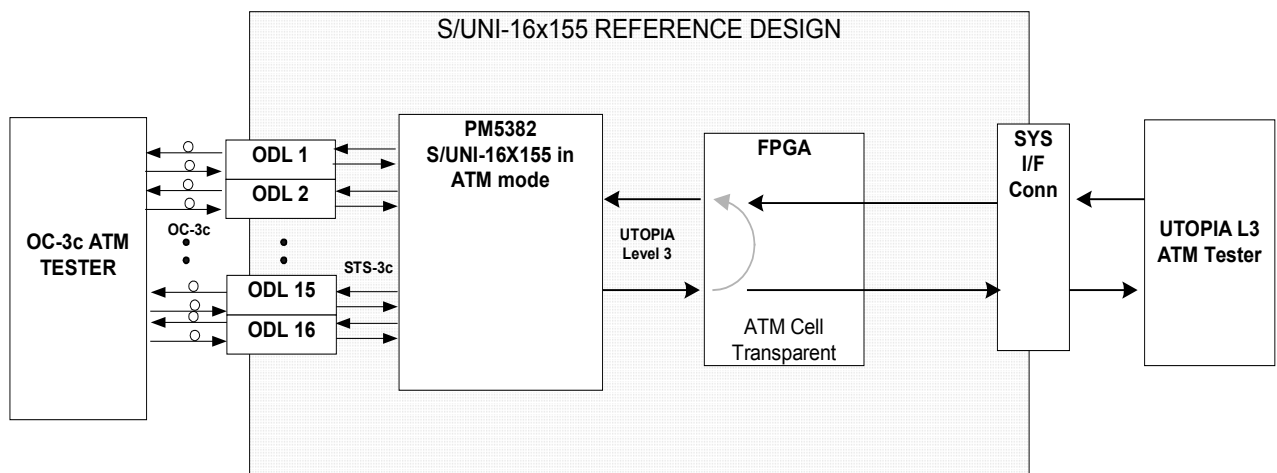 S/UNI-16x155 REFERENCE DESIGN
OC-3c ATM
TESTER
OC-3c
ODL 1
ODL 2
ODL 15
ODL 16
STS-3c
PM5382
S/UNI-16X155 in
ATM mode
UTOPIA
Level 3
FPGA
ATM Cell
Transparent
SYS
I/F
Conn
UTOPIA L3
ATM Tester